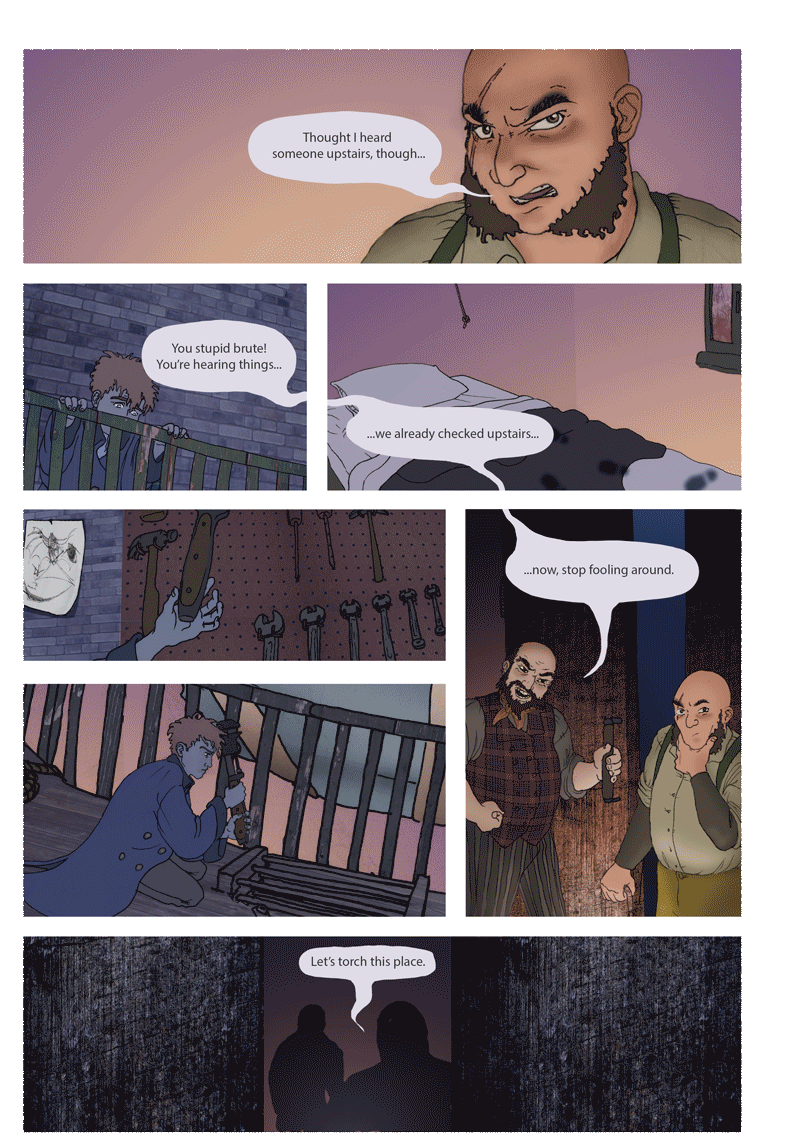 Thought I heard
someone upstairs, though...
You stupid brute!
You're hearing things...
...we already checked upstairs...
...now, stop fooling around.
Let's torch this place.